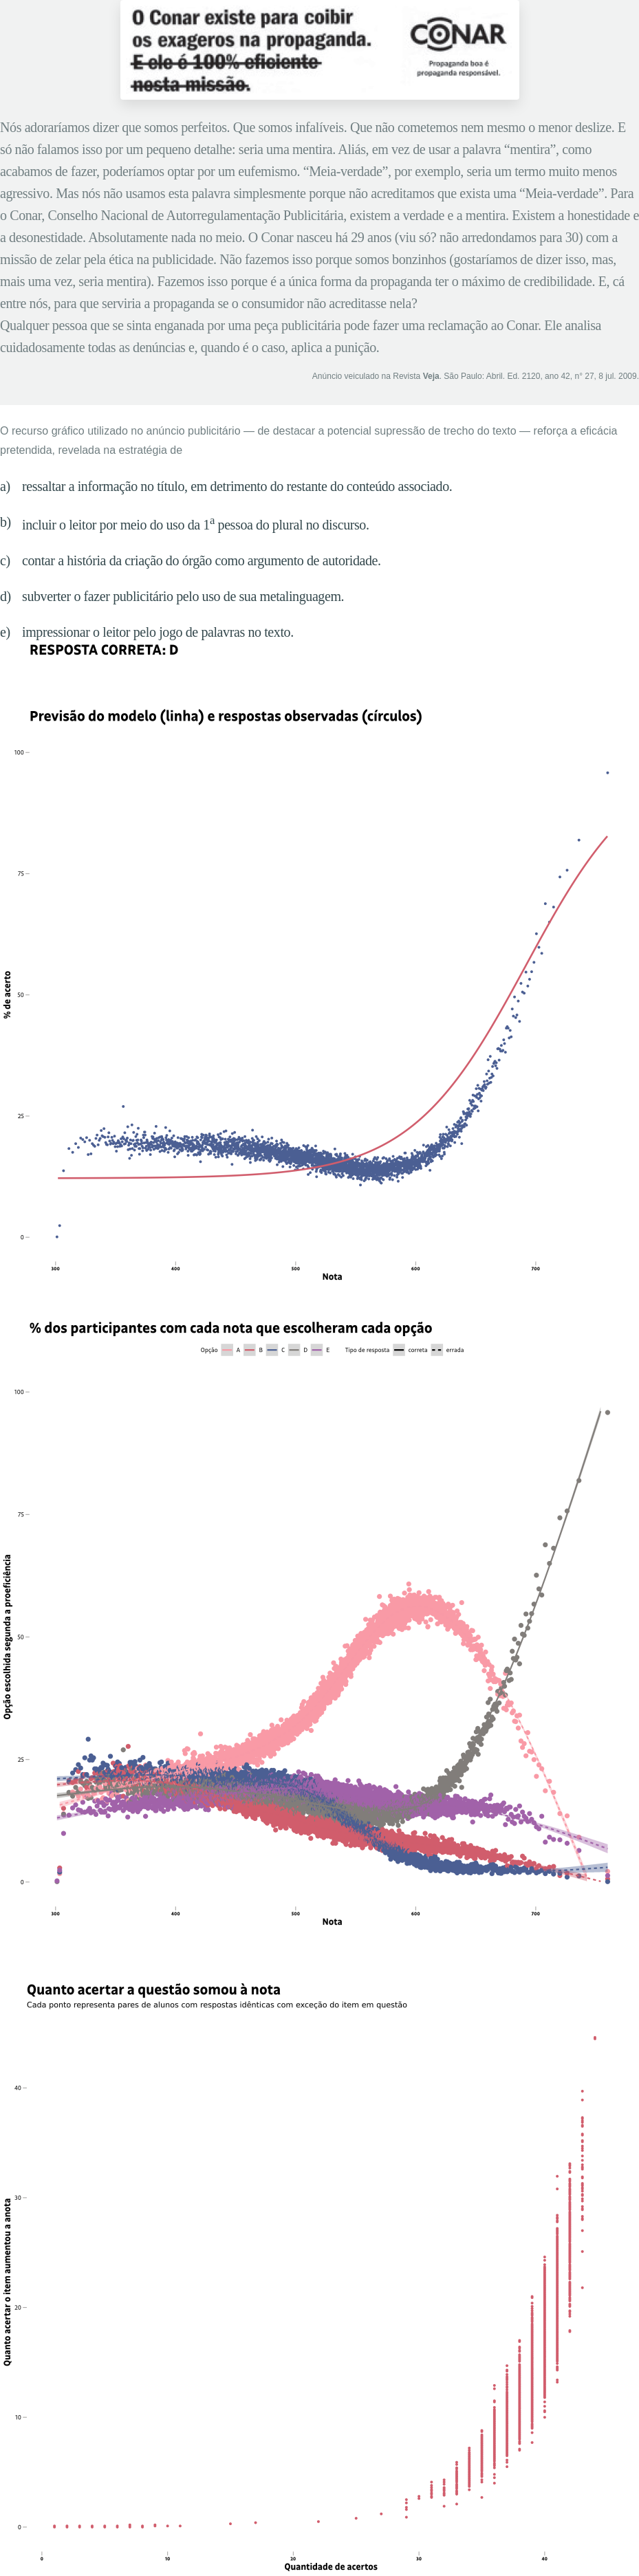 O Conar existe para coibir
os exageros na propaganda.
E ele é 100% eficiente
nesta missão.
CONAR
Propaganda boa é
propaganda responsável.
Nós adoraríamos dizer que somos perfeitos. Que somos infalíveis. Que não cometemos nem mesmo o menor deslize. E
só não falamos isso por um pequeno detalhe: seria uma mentira. Aliás, em vez de usar a palavra “mentira”, como
acabamos de fazer, poderíamos optar por um eufemismo. “Meia-verdade”, por exemplo, seria um termo muito menos
agressivo. Mas nós não usamos esta palavra simplesmente porque não acreditamos que exista uma “Meia-verdade”. Para
o Conar, Conselho Nacional de Autorregulamentação Publicitária, existem a verdade e a mentira. Existem a honestidade e
a desonestidade. Absolutamente nada no meio. O Conar nasceu há 29 anos (viu só? não arredondamos para 30) com a
missão de zelar pela ética na publicidade. Não fazemos isso porque somos bonzinhos (gostaríamos de dizer isso, mas,
mais uma vez, seria mentira). Fazemos isso porque é a única forma da propaganda ter o máximo de credibilidade. E, cá
entre nós, para que serviria a propaganda se o consumidor não acreditasse nela?
Qualquer pessoa que se sinta enganada por uma peça publicitária pode fazer uma reclamação ao Conar. Ele analisa
cuidadosamente todas as denúncias e, quando é o caso, aplica a punição.
Anúncio veiculado na Revista Veja. São Paulo: Abril. Ed. 2120, ano 42, n° 27, 8 jul. 2009.
O recurso gráfico utilizado no anúncio publicitário — de destacar a potencial supressão de trecho do texto — reforça a eficácia
pretendida, revelada na estratégia de
a) ressaltar a informação no título, em detrimento do restante do conteúdo associado.
b) incluir o leitor por meio do uso da 1ª pessoa do plural no discurso.
c) contar a história da criação do órgão como argumento de autoridade.
d) subverter o fazer publicitário pelo uso de sua metalinguagem.
e) impressionar o leitor pelo jogo de palavras no texto.
RESPOSTA CORRETA: D
Previsão do modelo (linha) e respostas observadas (círculos)
100
75
% de acerto
50
25
0
300 400 500 600 700
Nota
% dos participantes com cada nota que escolheram cada opção
Opção A B C D E Tipo de resposta correta errada
100
75
Opção escolhida segunda a proeficiência
50
25
0
300 400 500 600 700
Nota
Quanto acertar a questão somou à nota
Cada ponto representa pares de alunos com respostas idênticas com exceção do item em questão
40
30
Quanto acertar o item aumentou a anota
20
10
0
0 10 20 30 40
Quantidade de acertos